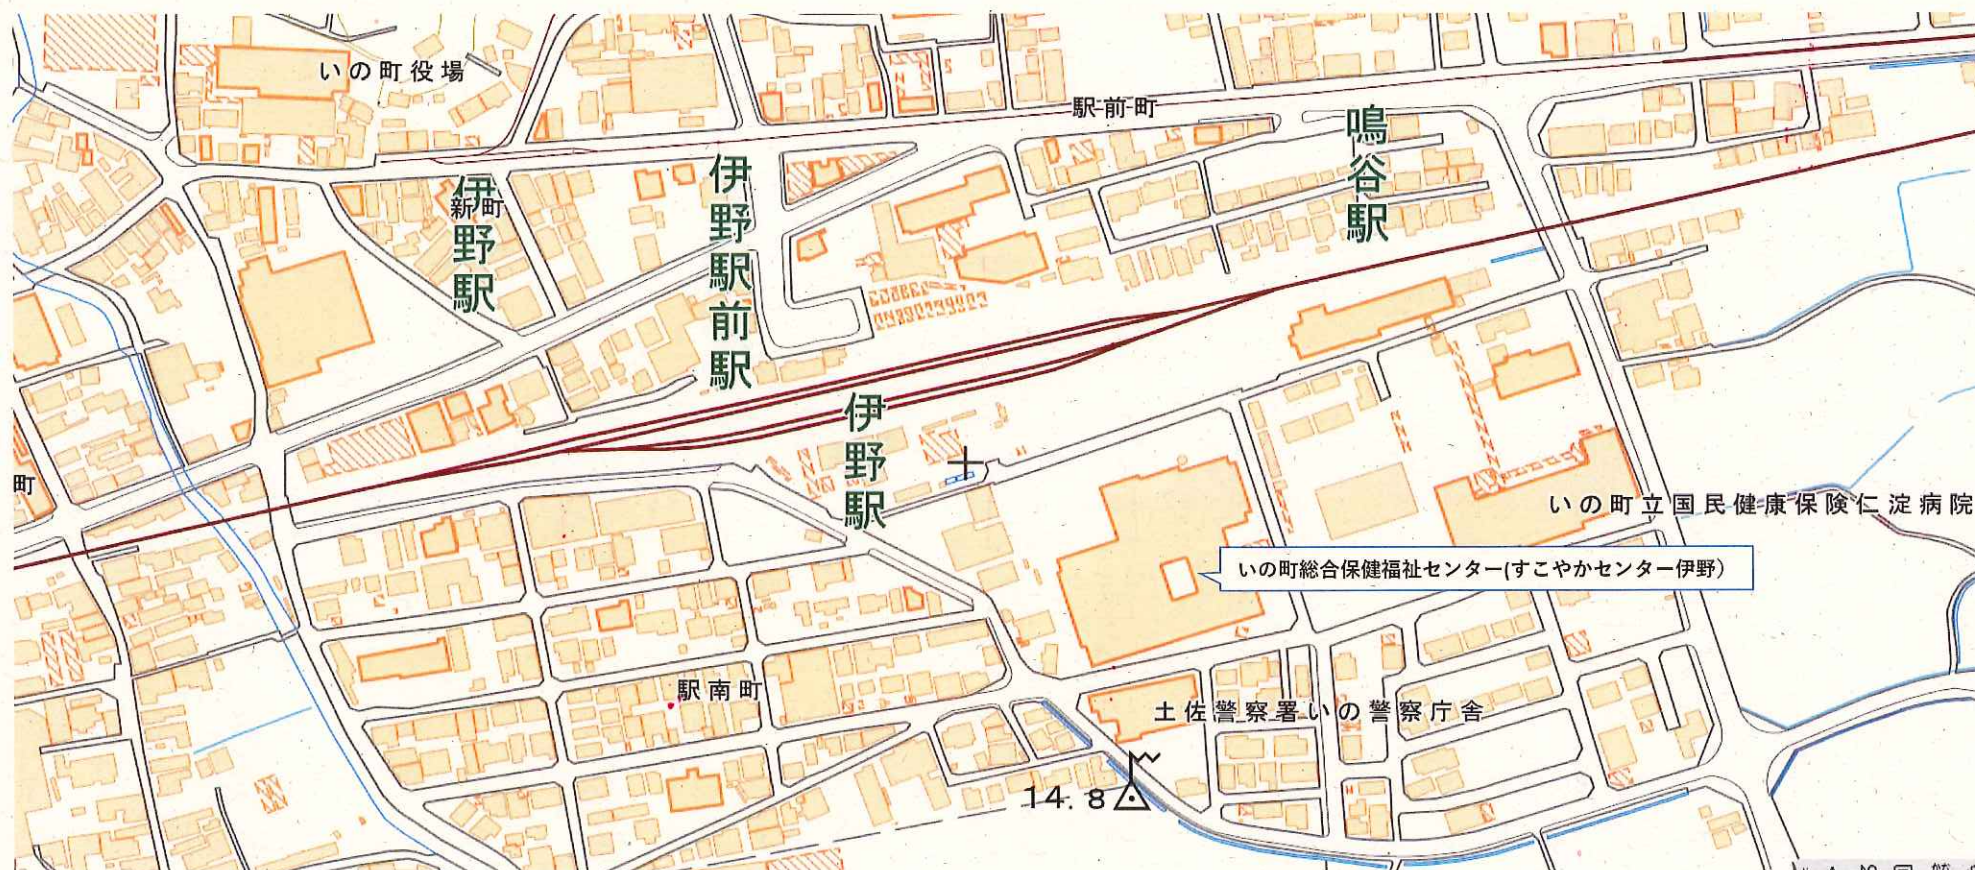 いの町役場
駅前町
鳴谷駅
伊野駅
新町
伊野駅前駅
伊野駅
町
いの町立国民健康保険仁淀病院
いの町総合保健福祉センター(すこやかセンター伊野)
駅南町
土佐警察署いの警察庁舎
14.8